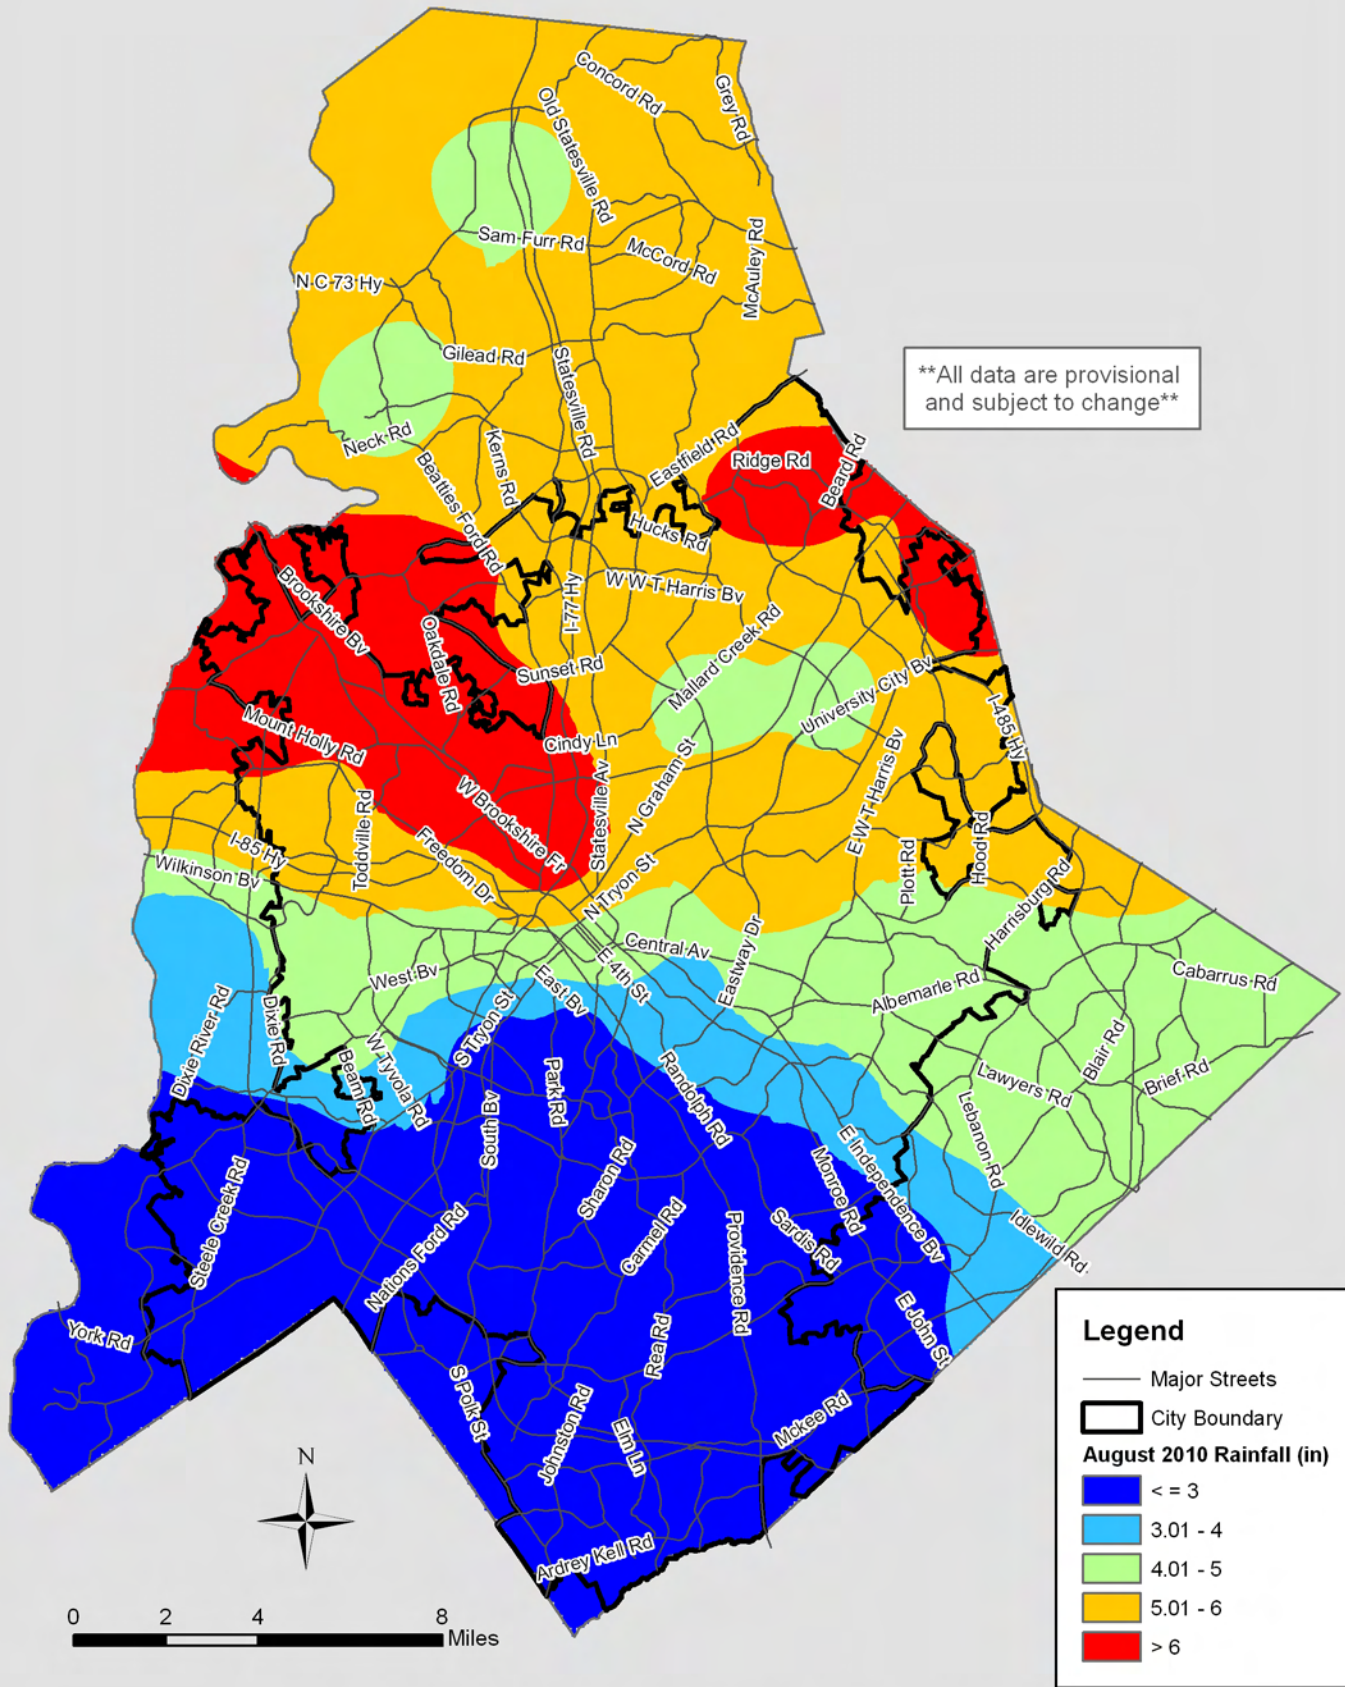 Concord Rd
Grey Rd
Old Statesville Rd
Sam Furr Rd
McCord Rd
McAuley Rd
N C 73 Hy
Gilead Rd
Statesville Rd
**All data are provisional
and subject to change**
Neck Rd
Kerns Rd
Eastfield Rd
Ridge Rd
Beard Rd
Beatties Ford Rd
Hucks Rd
W W T Harris Bv
I-77 Hy
Brookshire Bv
Oakdale Rd
Sunset Rd
Mallard Creek Rd
University City Bv
I-485 Hy
Mount Holly Rd
Cindy Ln
N Graham St
E W T Harris Bv
W Brookshire Fr
Statesville Av
Toddville Rd
Freedom Dr
I-85 Hy
Wilkinson Bv
N Tryon St
Plott Rd
Hood Rd
Harrisburg Rd
Central Av
Eastway Dr
E 4th St
East Bv
West Bv
Albemarle Rd
Cabarrus Rd
Dixie River Rd
Dixie Rd
S Tryon St
Beam Rd
W Tyvola Rd
Park Rd
South Bv
Randolph Rd
Lawyers Rd
Blair Rd
Brief Rd
Lebanon Rd
E Independence Bv
Monroe Rd
Sharon Rd
Carmel Rd
Providence Rd
Sardis Rd
Idlewild Rd
Steele Creek Rd
Nations Ford Rd
York Rd
Rea Rd
E John St
S Polk St
Johnston Rd
Elm Ln
Mckee Rd
Ardrey Kell Rd
N
0 2 4 8
Miles
Legend
Major Streets
City Boundary
August 2010 Rainfall (in)
< = 3
3.01 - 4
4.01 - 5
5.01 - 6
> 6